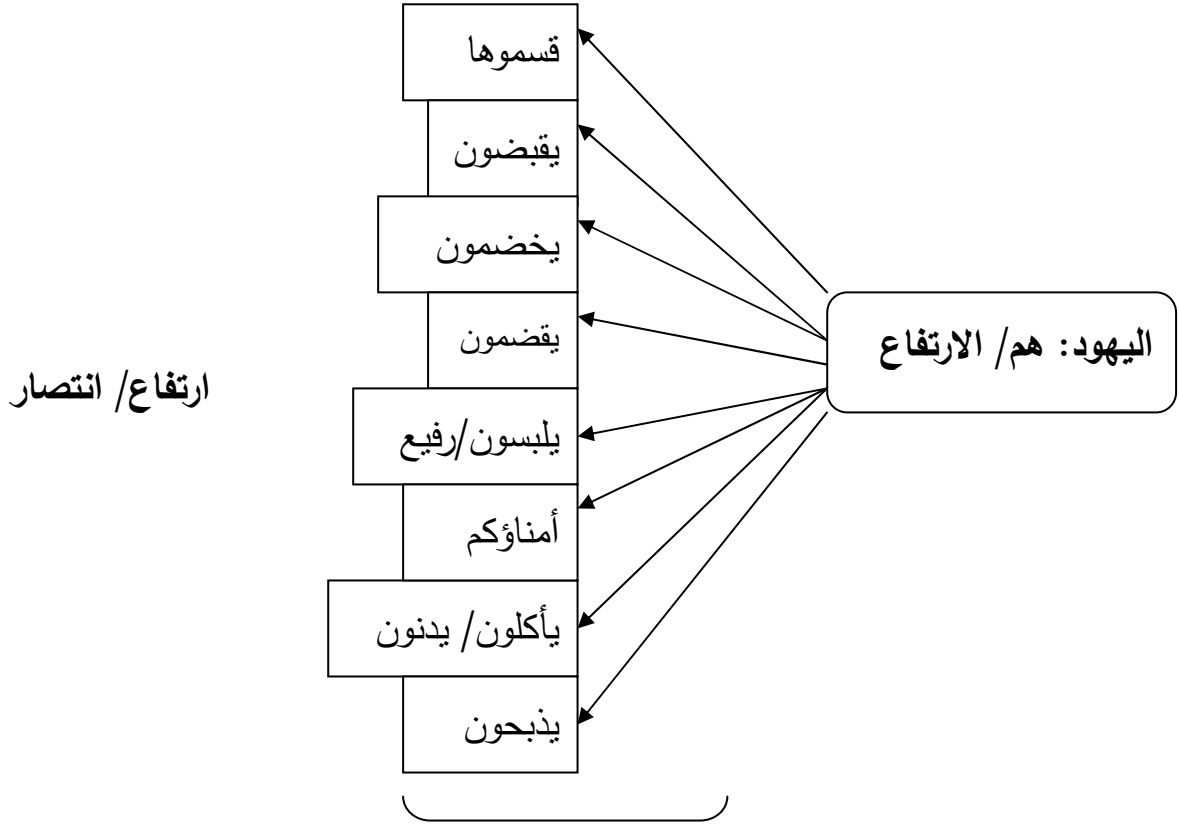 قسموها
يقبضون
يخضمون
يقضمون
يلبسون/رفيع
أمناؤكم
يأكلون/ يدنون
يذبحون
اليهود: هم/ الارتفاع
ارتفاع/ انتصار